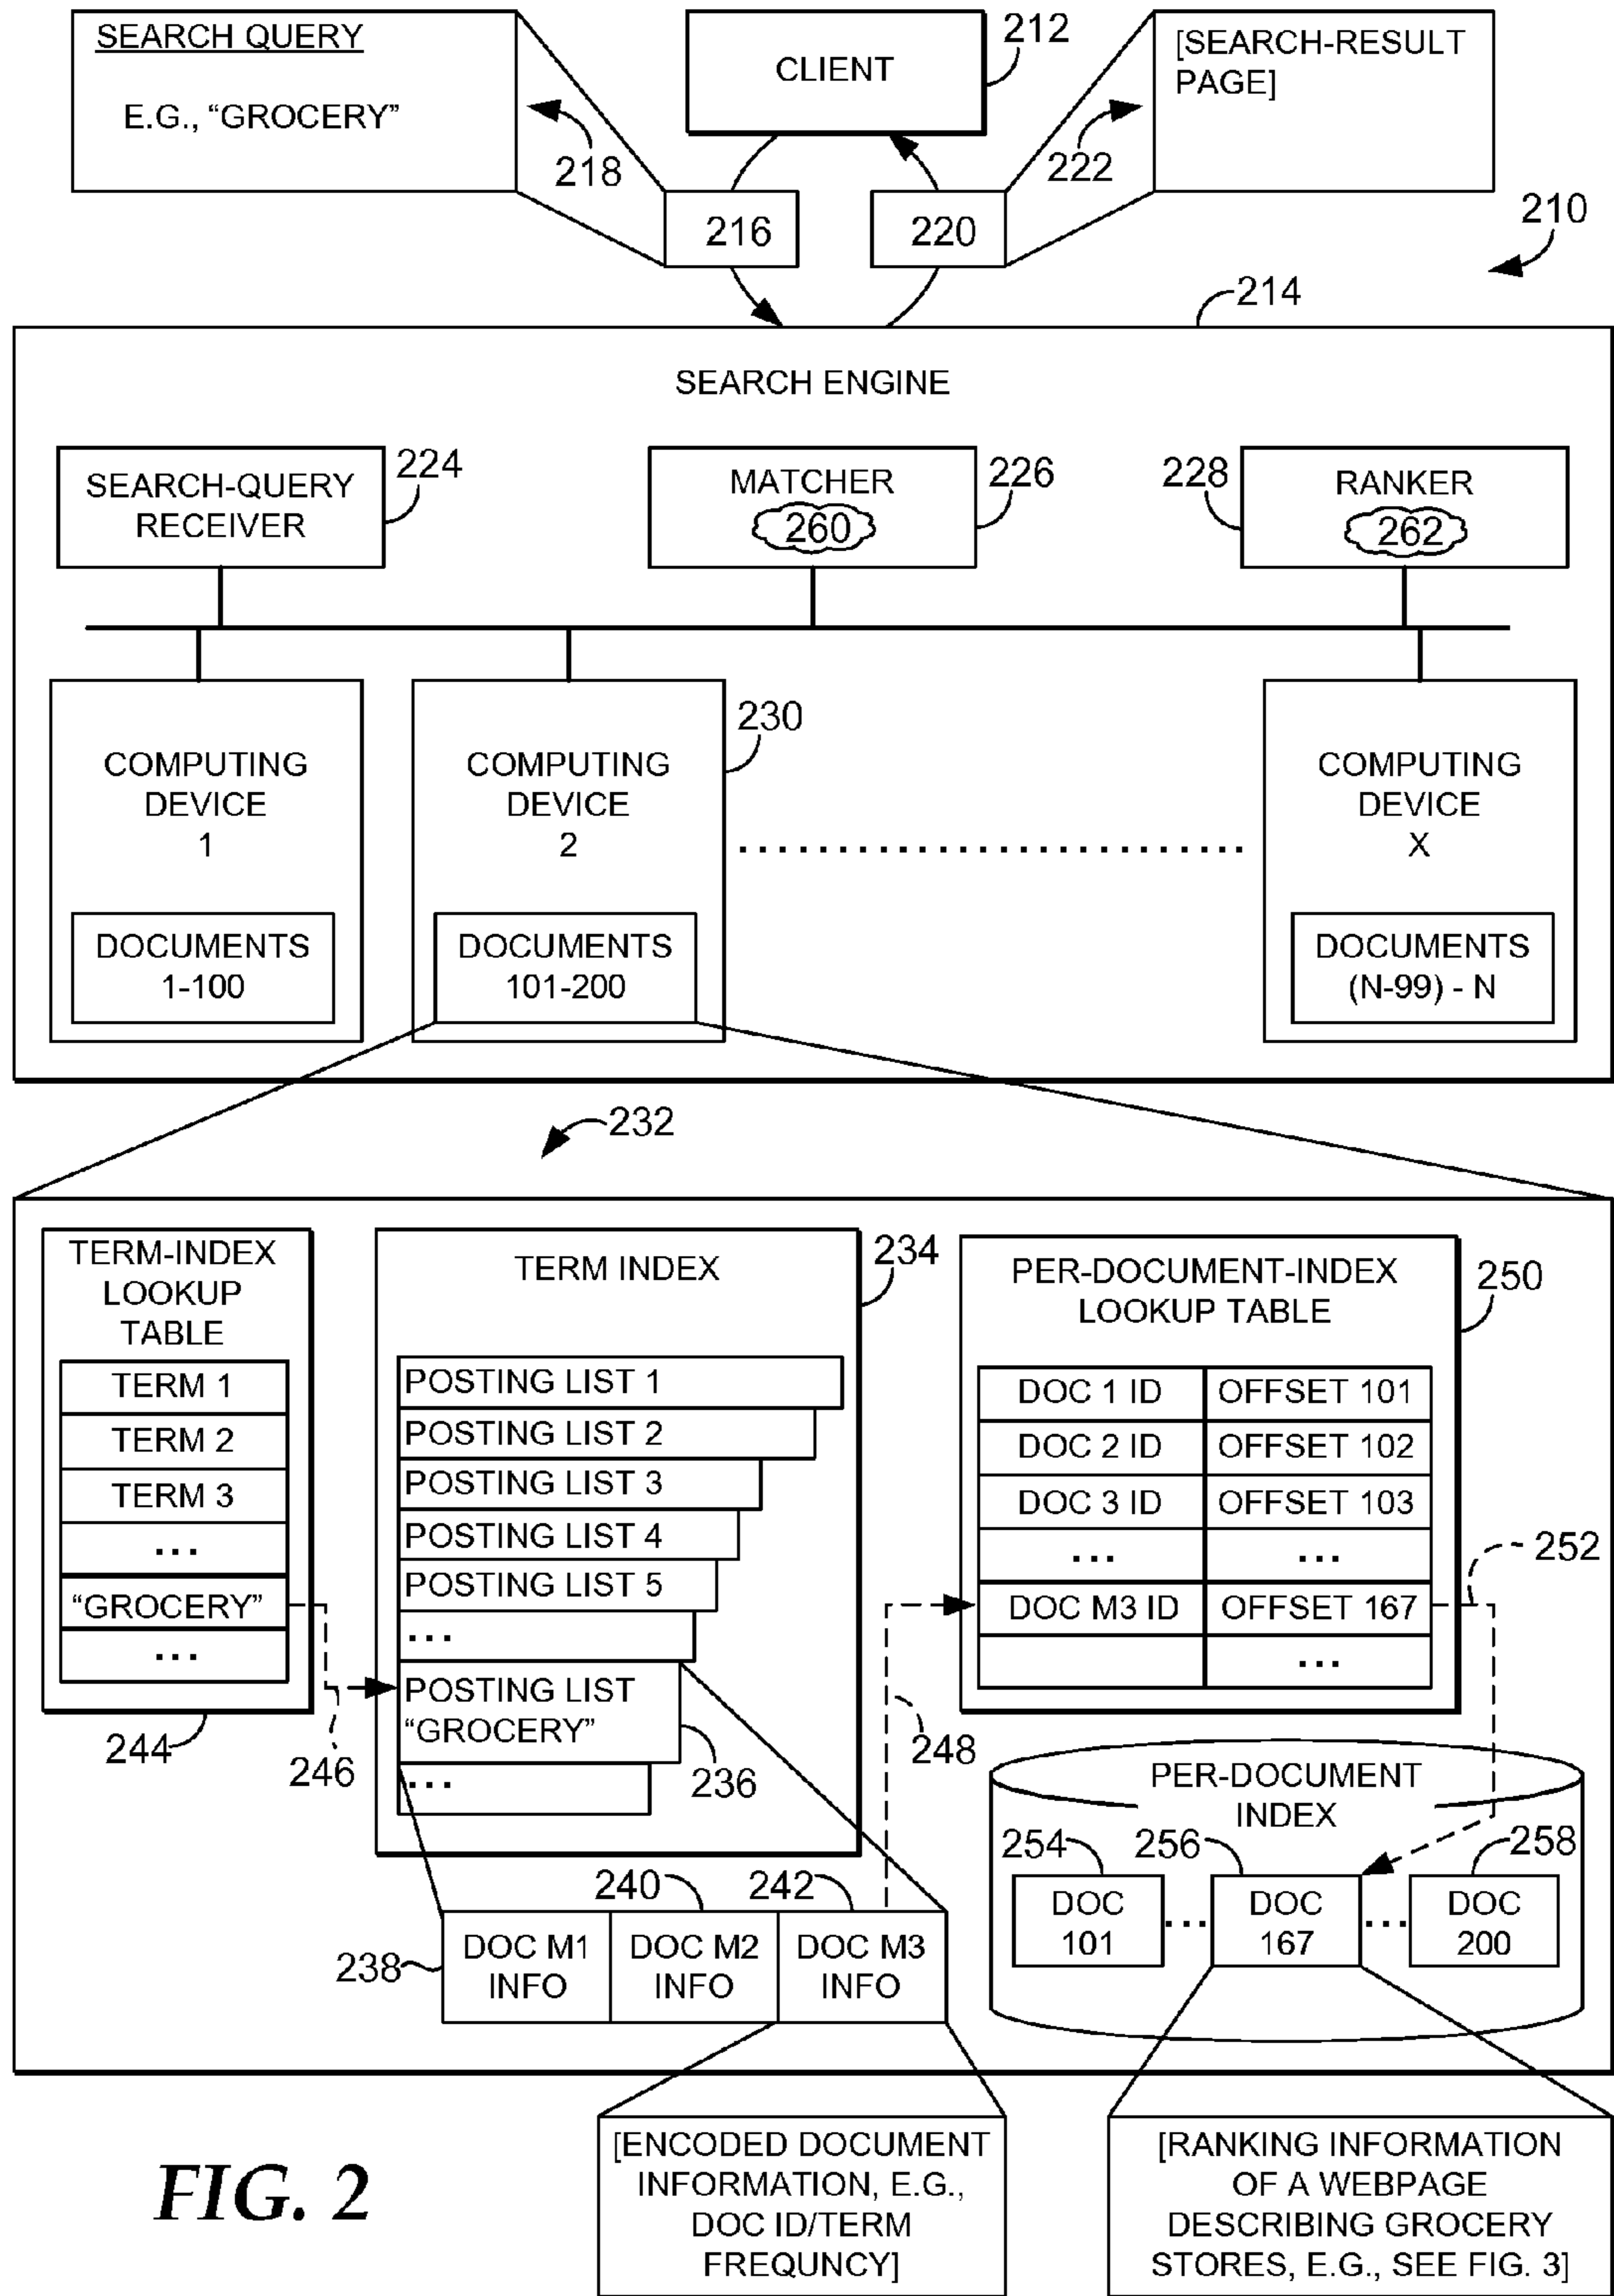 SEARCH QUERY
E.G., “GROCERY”
218
CLIENT
212
216
220
222
[SEARCH-RESULT
PAGE]
210
214
SEARCH ENGINE
SEARCH-QUERY
RECEIVER
224
MATCHER
260
226
228
RANKER
262
COMPUTING
DEVICE
1
DOCUMENTS
1-100
COMPUTING
DEVICE
2
DOCUMENTS
101-200
230
..........................
COMPUTING
DEVICE
X
DOCUMENTS
(N-99) - N
232
TERM-INDEX
LOOKUP
TABLE
TERM 1
TERM 2
TERM 3
...
“GROCERY”
...
244
246
TERM INDEX
234
POSTING LIST 1
POSTING LIST 2
POSTING LIST 3
POSTING LIST 4
POSTING LIST 5
...
POSTING LIST
“GROCERY”
...
236
238
240
242
DOC M1
INFO
DOC M2
INFO
DOC M3
INFO
248
PER-DOCUMENT-INDEX
LOOKUP TABLE
250
DOC 1 ID OFFSET 101
DOC 2 ID OFFSET 102
DOC 3 ID OFFSET 103
... ...
DOC M3 ID OFFSET 167
...
252
PER-DOCUMENT
INDEX
254
256
258
DOC
101
...
DOC
167
...
DOC
200
[ENCODED DOCUMENT
INFORMATION, E.G.,
DOC ID/TERM
FREQUNCY]
[RANKING INFORMATION
OF A WEBPAGE
DESCRIBING GROCERY
STORES, E.G., SEE FIG. 3]
FIG. 2